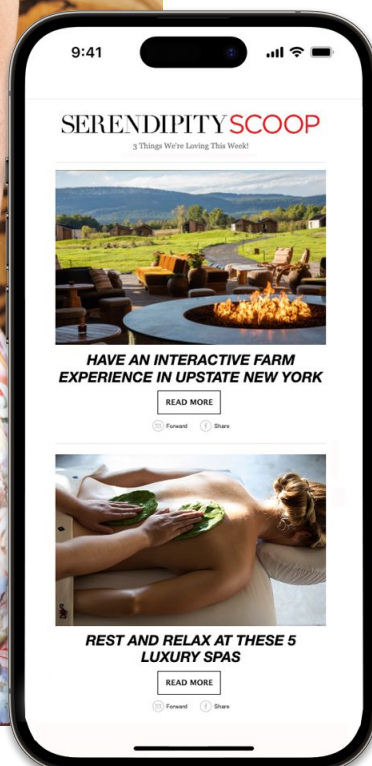 9:41
SERENDIPITY SCOOP
3 Things We're Loving This Week!
HAVE AN INTERACTIVE FARM
EXPERIENCE IN UPSTATE NEW YORK
READ MORE
Forward Share
REST AND RELAX AT THESE 5
LUXURY SPAS
READ MORE
Forward Share